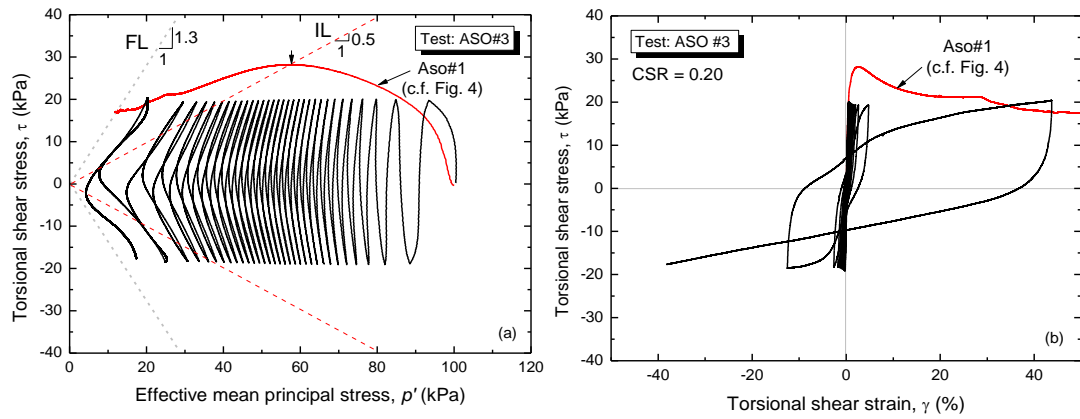 Test: ASO#3
FL
1.3
1
IL
0.5
1
Aso#1
(c.f. Fig. 4)
40
30
20
10
0
-10
-20
-30
-40
Torsional shear stress, τ (kPa)
(a)
0 20 40 60 80 100 120
Effective mean principal stress, p' (kPa)
Test: ASO #3
CSR = 0.20
Aso#1
(c.f. Fig. 4)
40
30
20
10
0
-10
-20
-30
-40
Torsional shear stress, τ (kPa)
(b)
-40 -20 0 20 40
Torsional shear strain, γ (%)